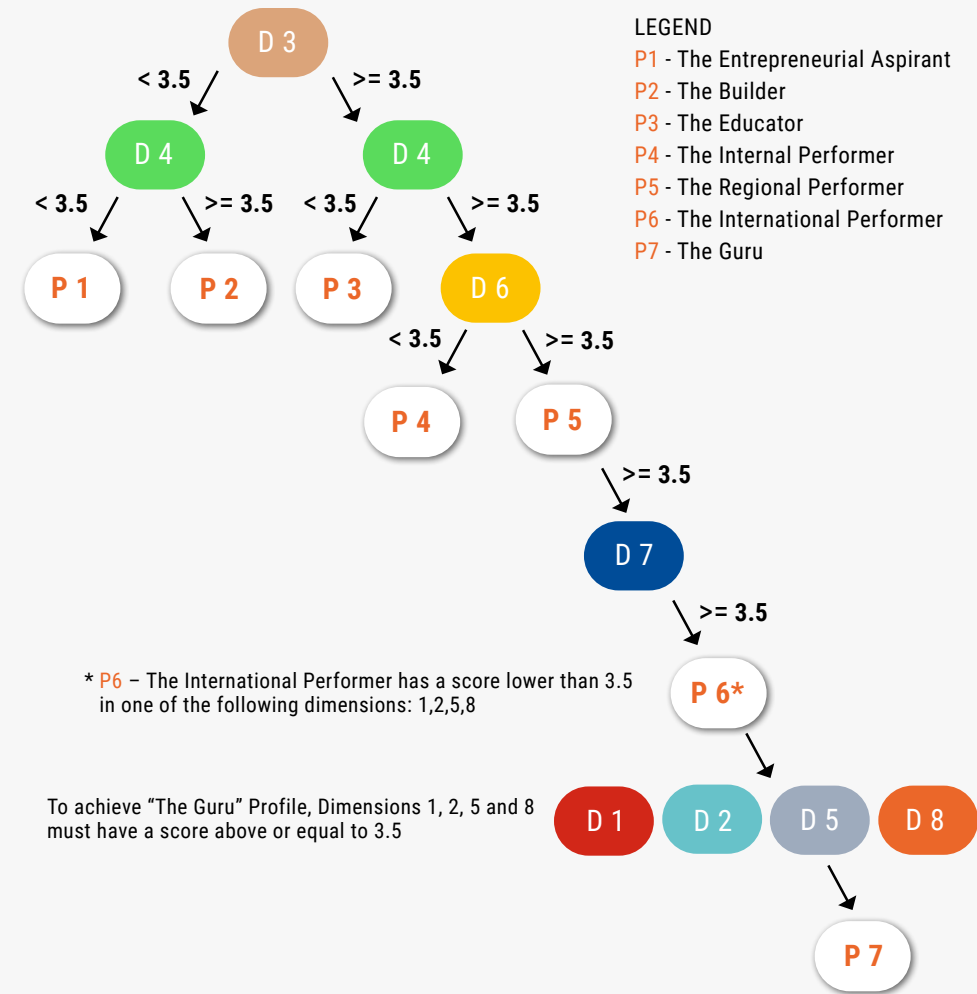 D 3
LEGEND
P1 - The Entrepreneurial Aspirant
P2 - The Builder
P3 - The Educator
P4 - The Internal Performer
P5 - The Regional Performer
P6 - The International Performer
P7 - The Guru
< 3.5
>= 3.5
D 4
D 4
< 3.5
>= 3.5
< 3.5
>= 3.5
P 1
P 2
P 3
D 6
< 3.5
>= 3.5
P 4
P 5
>= 3.5
D 7
>= 3.5
* P6 – The International Performer has a score lower than 3.5
in one of the following dimensions: 1,2,5,8
P 6*
To achieve “The Guru” Profile, Dimensions 1, 2, 5 and 8
must have a score above or equal to 3.5
D 1
D 2
D 5
D 8
P 7